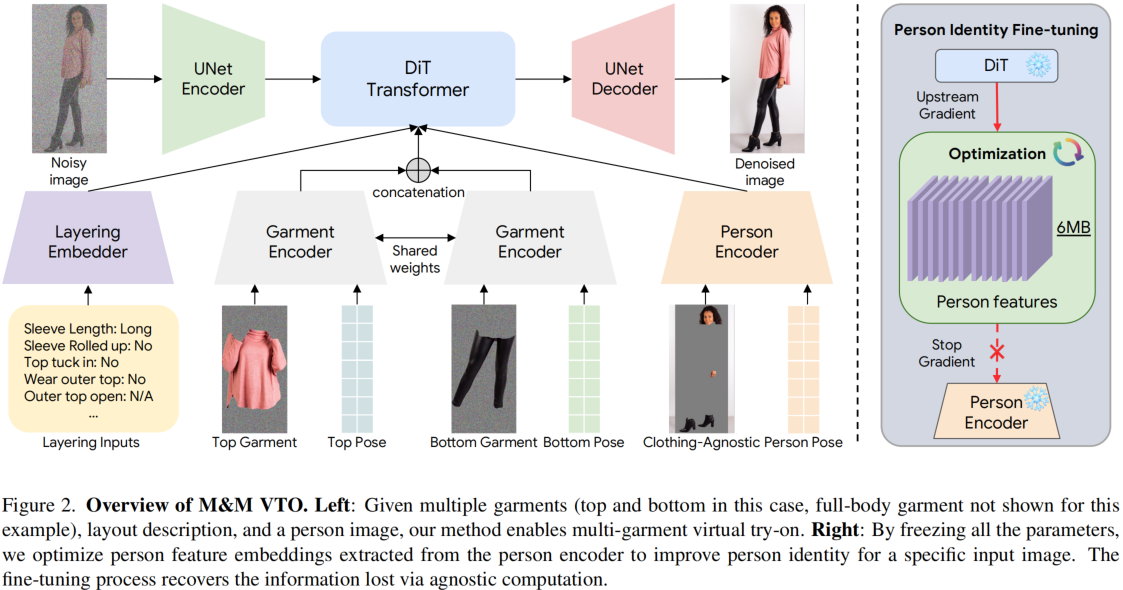 Noisy
image
UNet
Encoder
DiT
Transformer
UNet
Decoder
Denoised
image
concatenation
Layering
Embedder
Garment
Encoder
Shared
weights
Garment
Encoder
Person
Encoder
Sleeve Length: Long
Sleeve Rolled up: No
Top tuck in: No
Wear outer top: No
Outer top open: N/A
...
Layering Inputs
Top Garment
Top Pose
Bottom Garment
Bottom Pose
Clothing-Agnostic
Person Pose
Person Identity Fine-tuning
DiT
Upstream
Gradient
Optimization
6MB
Person features
Stop
Gradient
Person
Encoder
Figure 2. Overview of M&M VTO. Left: Given multiple garments (top and bottom in this case, full-body garment not shown for this
example), layout description, and a person image, our method enables multi-garment virtual try-on. Right: By freezing all the parameters,
we optimize person feature embeddings extracted from the person encoder to improve person identity for a specific input image. The
fine-tuning process recovers the information lost via agnostic computation.